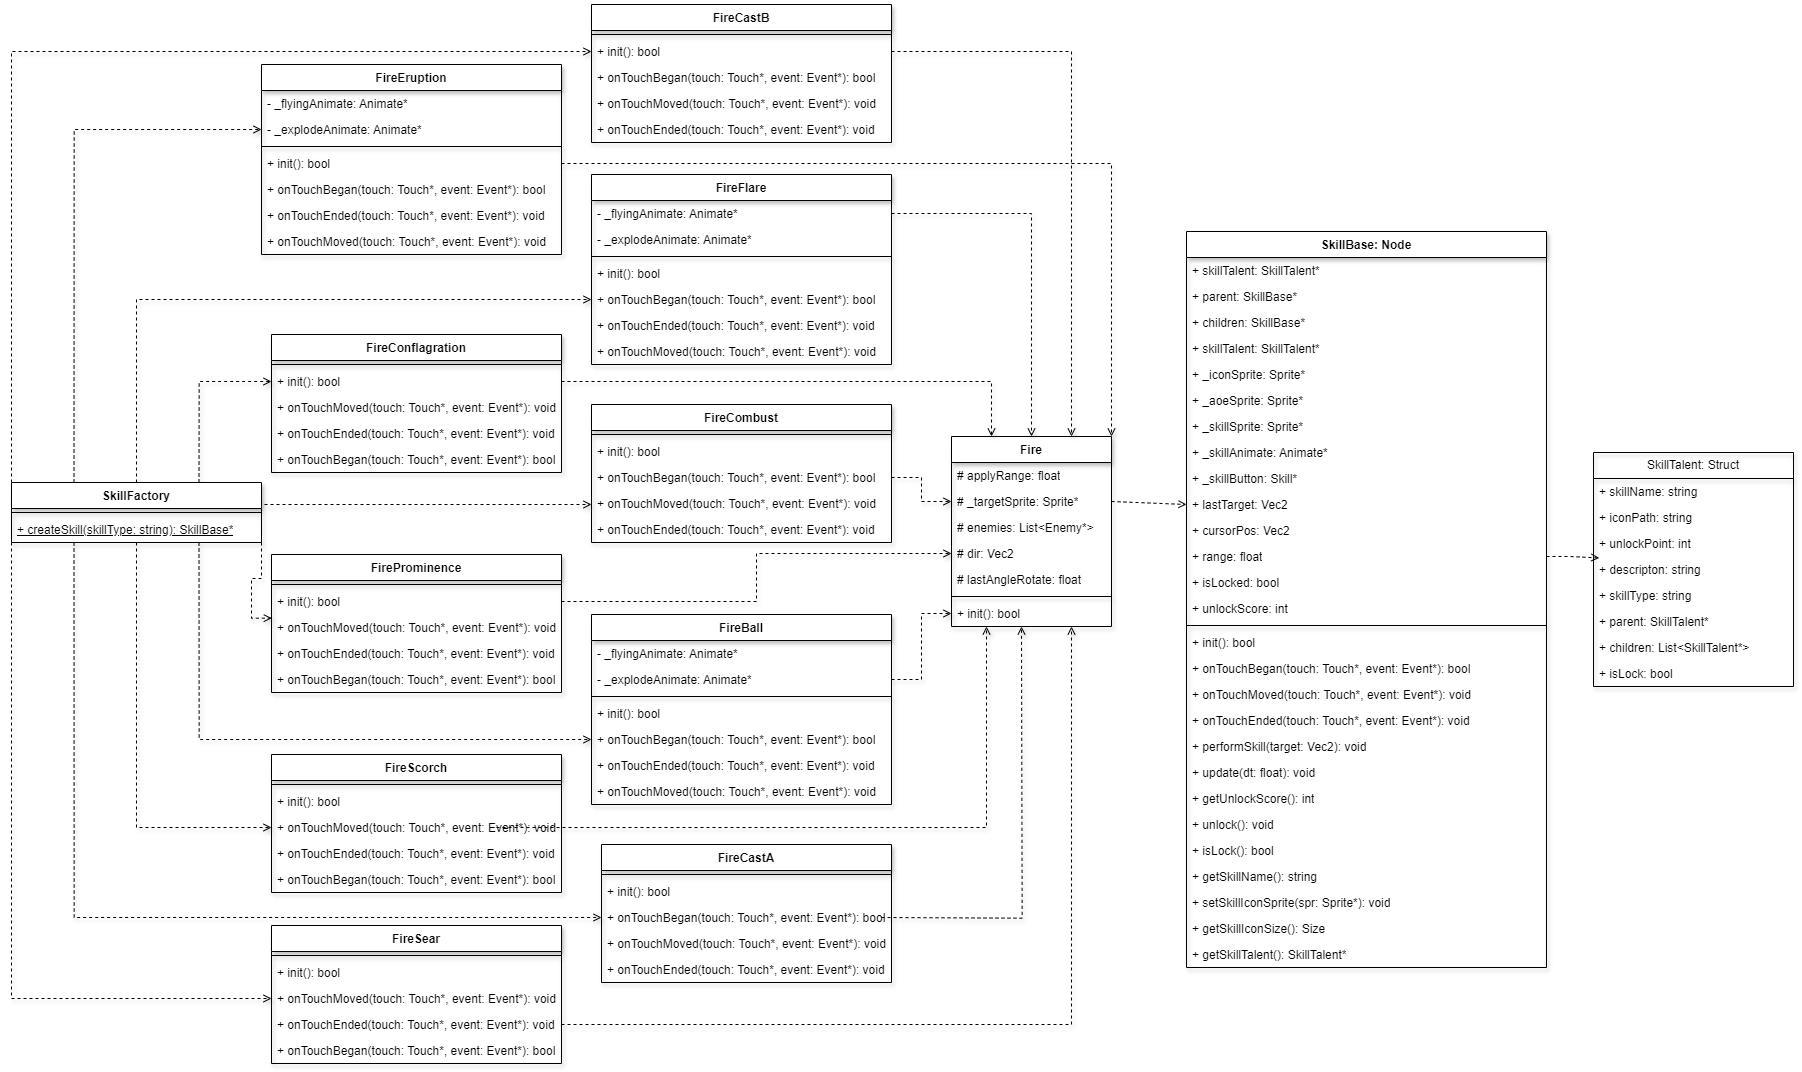 FireCastB
+ init(): bool
+ onTouchBegan(touch: Touch*, event: Event*): bool
+ onTouchMoved(touch: Touch*, event: Event*): void
+ onTouchEnded(touch: Touch*, event: Event*): void
FireEruption
- _flyingAnimate: Animate*
- _explodeAnimate: Animate*
+ init(): bool
+ onTouchBegan(touch: Touch*, event: Event*): bool
+ onTouchEnded(touch: Touch*, event: Event*): void
+ onTouchMoved(touch: Touch*, event: Event*): void
FireFlare
- _flyingAnimate: Animate*
- _explodeAnimate: Animate*
+ init(): bool
+ onTouchBegan(touch: Touch*, event: Event*): bool
+ onTouchEnded(touch: Touch*, event: Event*): void
+ onTouchMoved(touch: Touch*, event: Event*): void
FireConflagration
+ init(): bool
+ onTouchMoved(touch: Touch*, event: Event*): void
+ onTouchEnded(touch: Touch*, event: Event*): void
+ onTouchBegan(touch: Touch*, event: Event*): bool
FireCombust
+ init(): bool
+ onTouchBegan(touch: Touch*, event: Event*): bool
+ onTouchMoved(touch: Touch*, event: Event*): void
+ onTouchEnded(touch: Touch*, event: Event*): void
SkillFactory
+ createSkill(skillType: string): SkillBase*
FireProminence
+ init(): bool
+ onTouchMoved(touch: Touch*, event: Event*): void
+ onTouchEnded(touch: Touch*, event: Event*): void
+ onTouchBegan(touch: Touch*, event: Event*): bool
FireBall
- _flyingAnimate: Animate*
- _explodeAnimate: Animate*
+ init(): bool
+ onTouchBegan(touch: Touch*, event: Event*): bool
+ onTouchEnded(touch: Touch*, event: Event*): void
+ onTouchMoved(touch: Touch*, event: Event*): void
FireScorch
+ init(): bool
+ onTouchMoved(touch: Touch*, event: Event*): void
+ onTouchEnded(touch: Touch*, event: Event*): void
+ onTouchBegan(touch: Touch*, event: Event*): bool
FireCastA
+ init(): bool
+ onTouchBegan(touch: Touch*, event: Event*): bool
+ onTouchMoved(touch: Touch*, event: Event*): void
+ onTouchEnded(touch: Touch*, event: Event*): void
FireSear
+ init(): bool
+ onTouchMoved(touch: Touch*, event: Event*): void
+ onTouchEnded(touch: Touch*, event: Event*): void
+ onTouchBegan(touch: Touch*, event: Event*): bool
Fire
# applyRange: float
# _targetSprite: Sprite*
# enemies: List<Enemy*>
# dir: Vec2
# lastAngleRotate: float
+ init(): bool
SkillBase: Node
+ skillTalent: SkillTalent*
+ parent: SkillBase*
+ children: SkillBase*
+ skillTalent: SkillTalent*
+ _iconSprite: Sprite*
+ _aoeSprite: Sprite*
+ _skillSprite: Sprite*
+ _skillAnimate: Animate*
+ _skillButton: Skill*
+ lastTarget: Vec2
+ cursorPos: Vec2
+ range: float
+ isLocked: bool
+ unlockScore: int
+ init(): bool
+ onTouchBegan(touch: Touch*, event: Event*): bool
+ onTouchMoved(touch: Touch*, event: Event*): void
+ onTouchEnded(touch: Touch*, event: Event*): void
+ performSkill(target: Vec2): void
+ update(dt: float): void
+ getUnlockScore(): int
+ unlock(): void
+ isLock(): bool
+ getSkillName(): string
+ setSkillIconSprite(spr: Sprite*): void
+ getSkillIconSize(): Size
+ getSkillTalent(): SkillTalent*
SkillTalent: Struct
+ skillName: string
+ iconPath: string
+ unlockPoint: int
+ descripton: string
+ skillType: string
+ parent: SkillTalent*
+ children: List<SkillTalent*>
+ isLock: bool